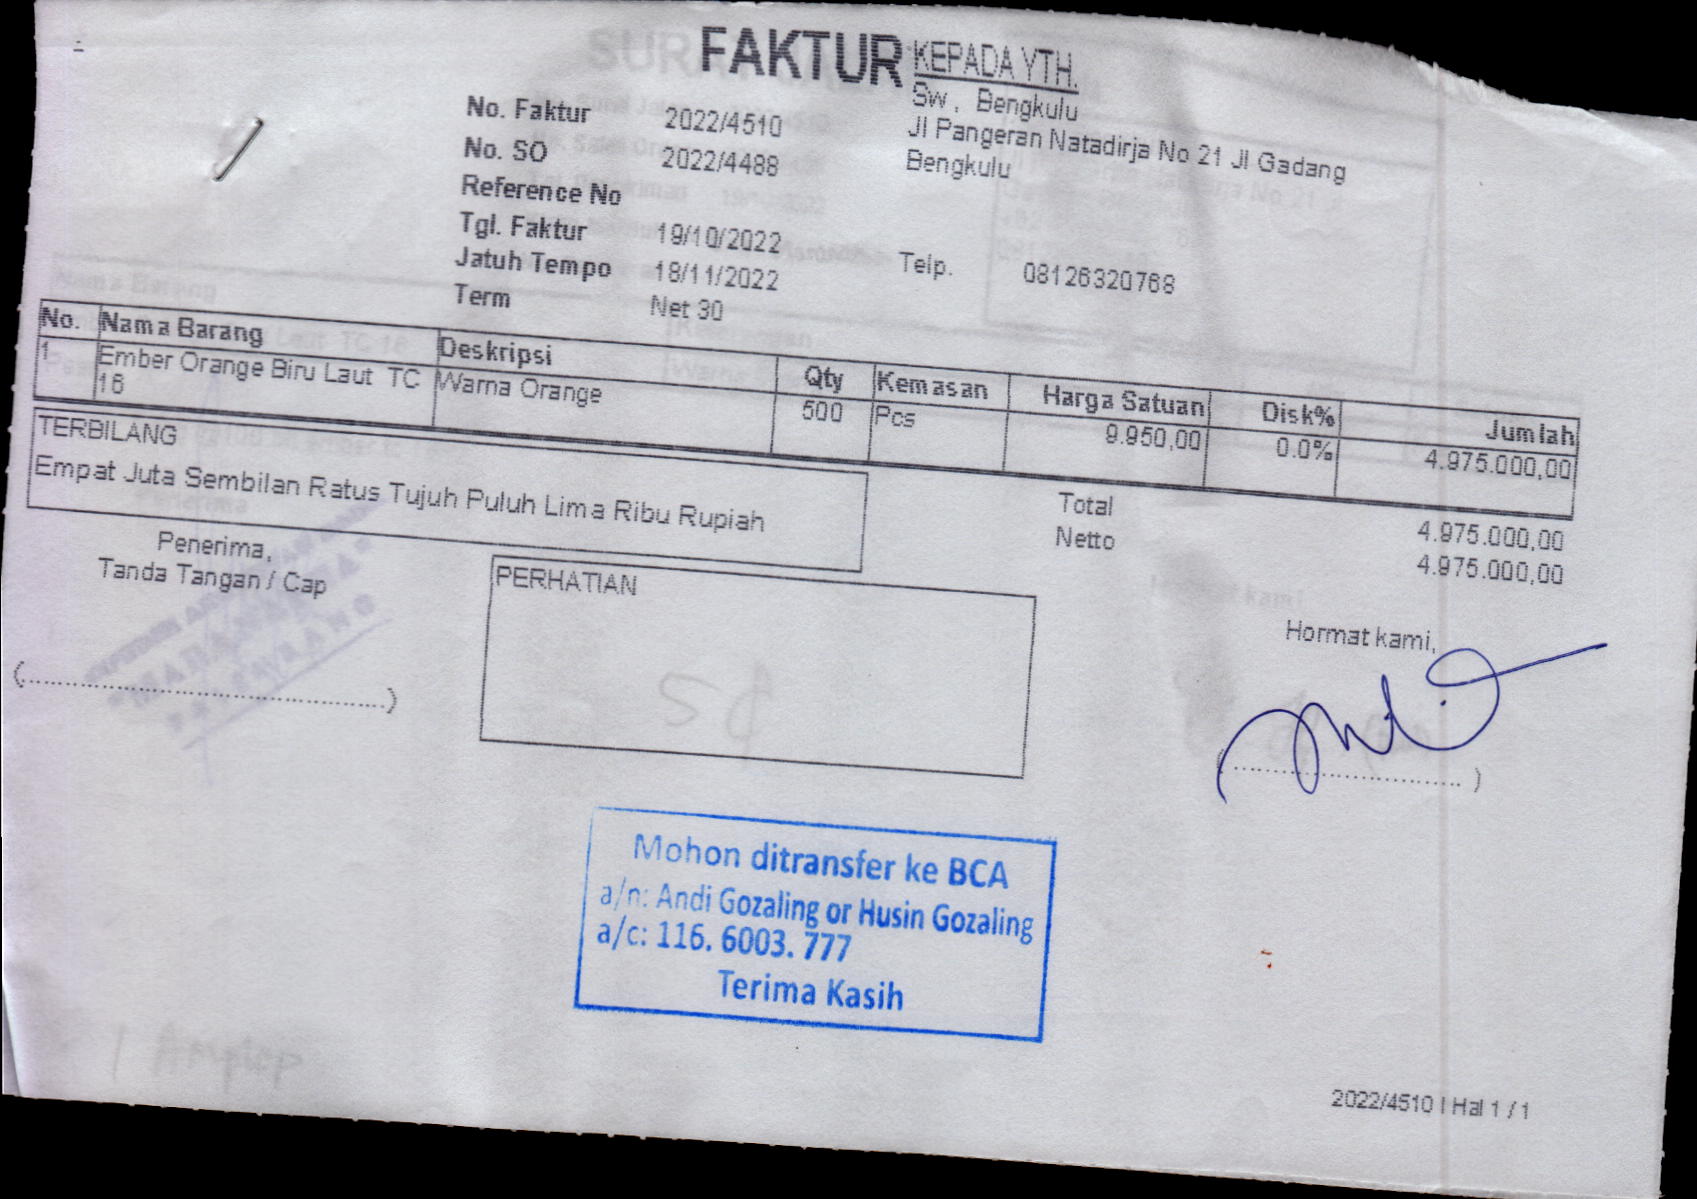 FAKTUR
KEPADA YTH.
Sw, Bengkulu
Jl Pangeran Natadirja No 21 Jl Gadang
Bengkulu
Telp. 08126320768
No. Faktur 2022/4510
No. SO 2022/4488
Reference No
Tgl. Faktur 19/10/2022
Jatuh Tempo 18/11/2022
Term Net 30
No. Nama Barang Deskripsi Qty Kemasan Harga Satuan Disk% Jumlah
1 Ember Orange Biru Laut TC Warna Orange 500 Pcs 9.950,00 0.0% 4.975.000,00
16
TERBILANG
Empat Juta Sembilan Ratus Tujuh Puluh Lima Ribu Rupiah
Total 4.975.000,00
Netto 4.975.000,00
Penerima,
Tanda Tangan / Cap
(........................................)
PERHATIAN
Hormat kami,
(........................................)
Mohon ditransfer ke BCA
a/n: Andi Gozaling or Husin Gozaling
a/c: 116. 6003. 777
Terima Kasih
1 Amplop
2022/4510 | Hal 1 / 1